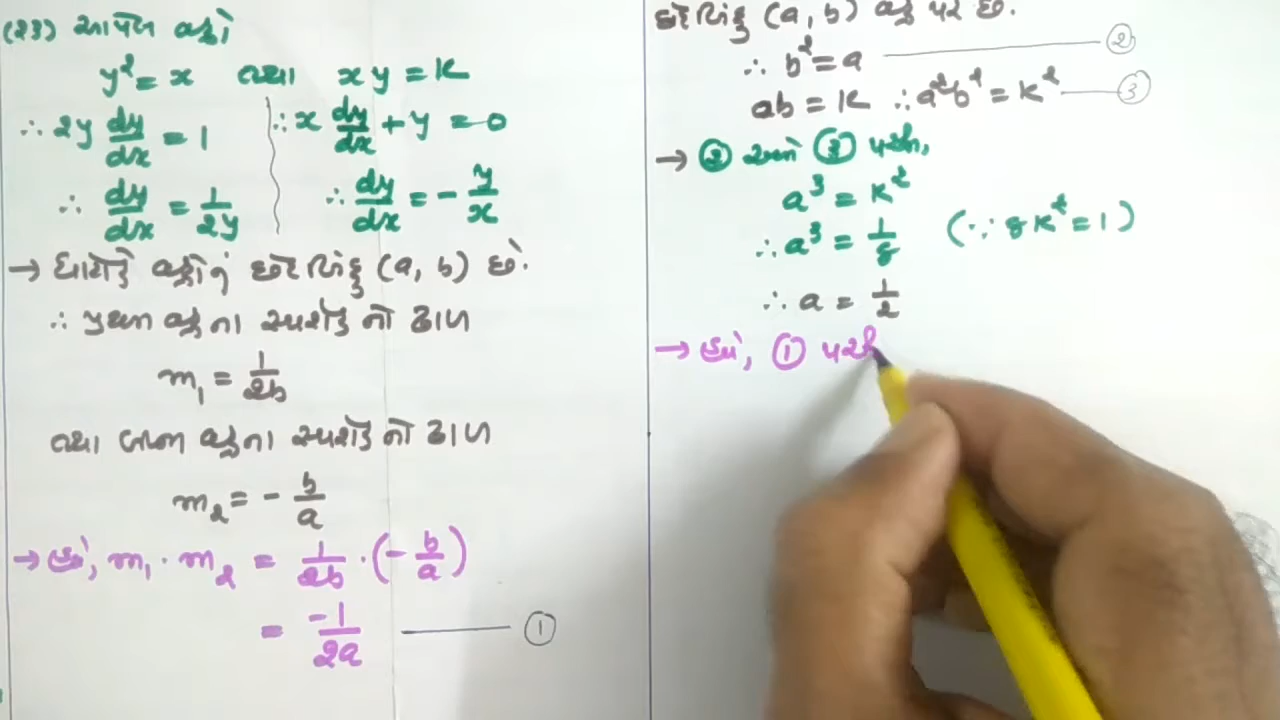 (23) આપેલ વક્રો
y² = x તથા xy = k
∴ 2y dy/dx = 1 ∴ x dy/dx + y = 0
∴ dy/dx = 1/2y ∴ dy/dx = - y/x
→ ધારોકે વક્રોનું છેદબિંદુ (a, b) છે.
∴ પ્રથમ વક્રના સ્પર્શકનો ઢાળ
m₁ = 1/2b
તથા બીજા વક્રના સ્પર્શકનો ઢાળ
m₂ = - b/a
→ હવે, m₁ · m₂ = 1/2b · (- b/a)
= -1/2a ①
છેદબિંદુ (a, b) વક્ર પર છે.
∴ b² = a ②
ab = k ∴ a²b² = k² ③
→ ② અને ③ પરથી,
a³ = k²
∴ a³ = 1/8 (∵ 8k² = 1)
∴ a = 1/2
→ હવે, ① પરથી